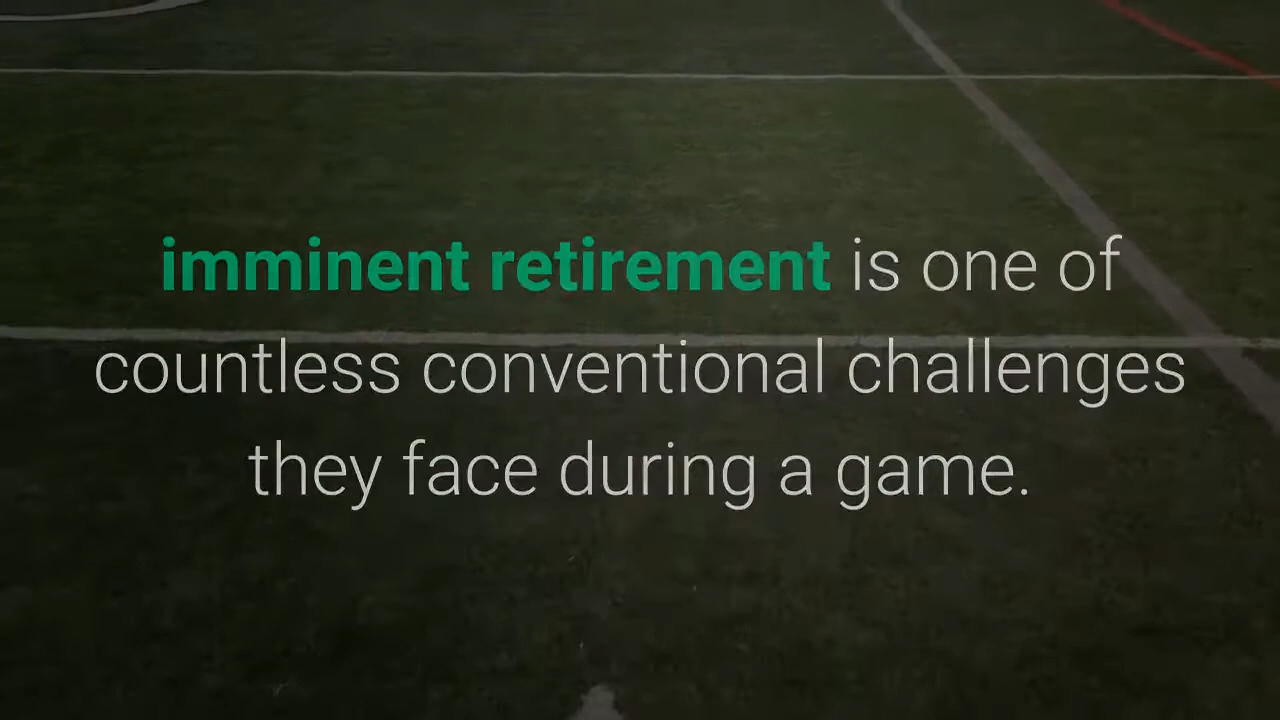 imminent retirement is one of
countless conventional challenges
they face during a game.